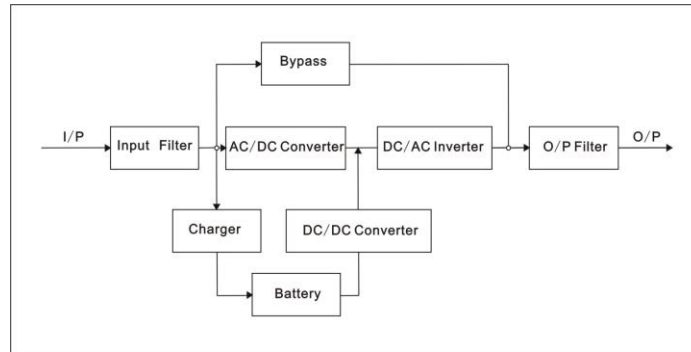 Bypass
I/P
Input Filter
AC/DC Converter
DC/AC Inverter
O/P Filter
O/P
Charger
DC/DC Converter
Battery